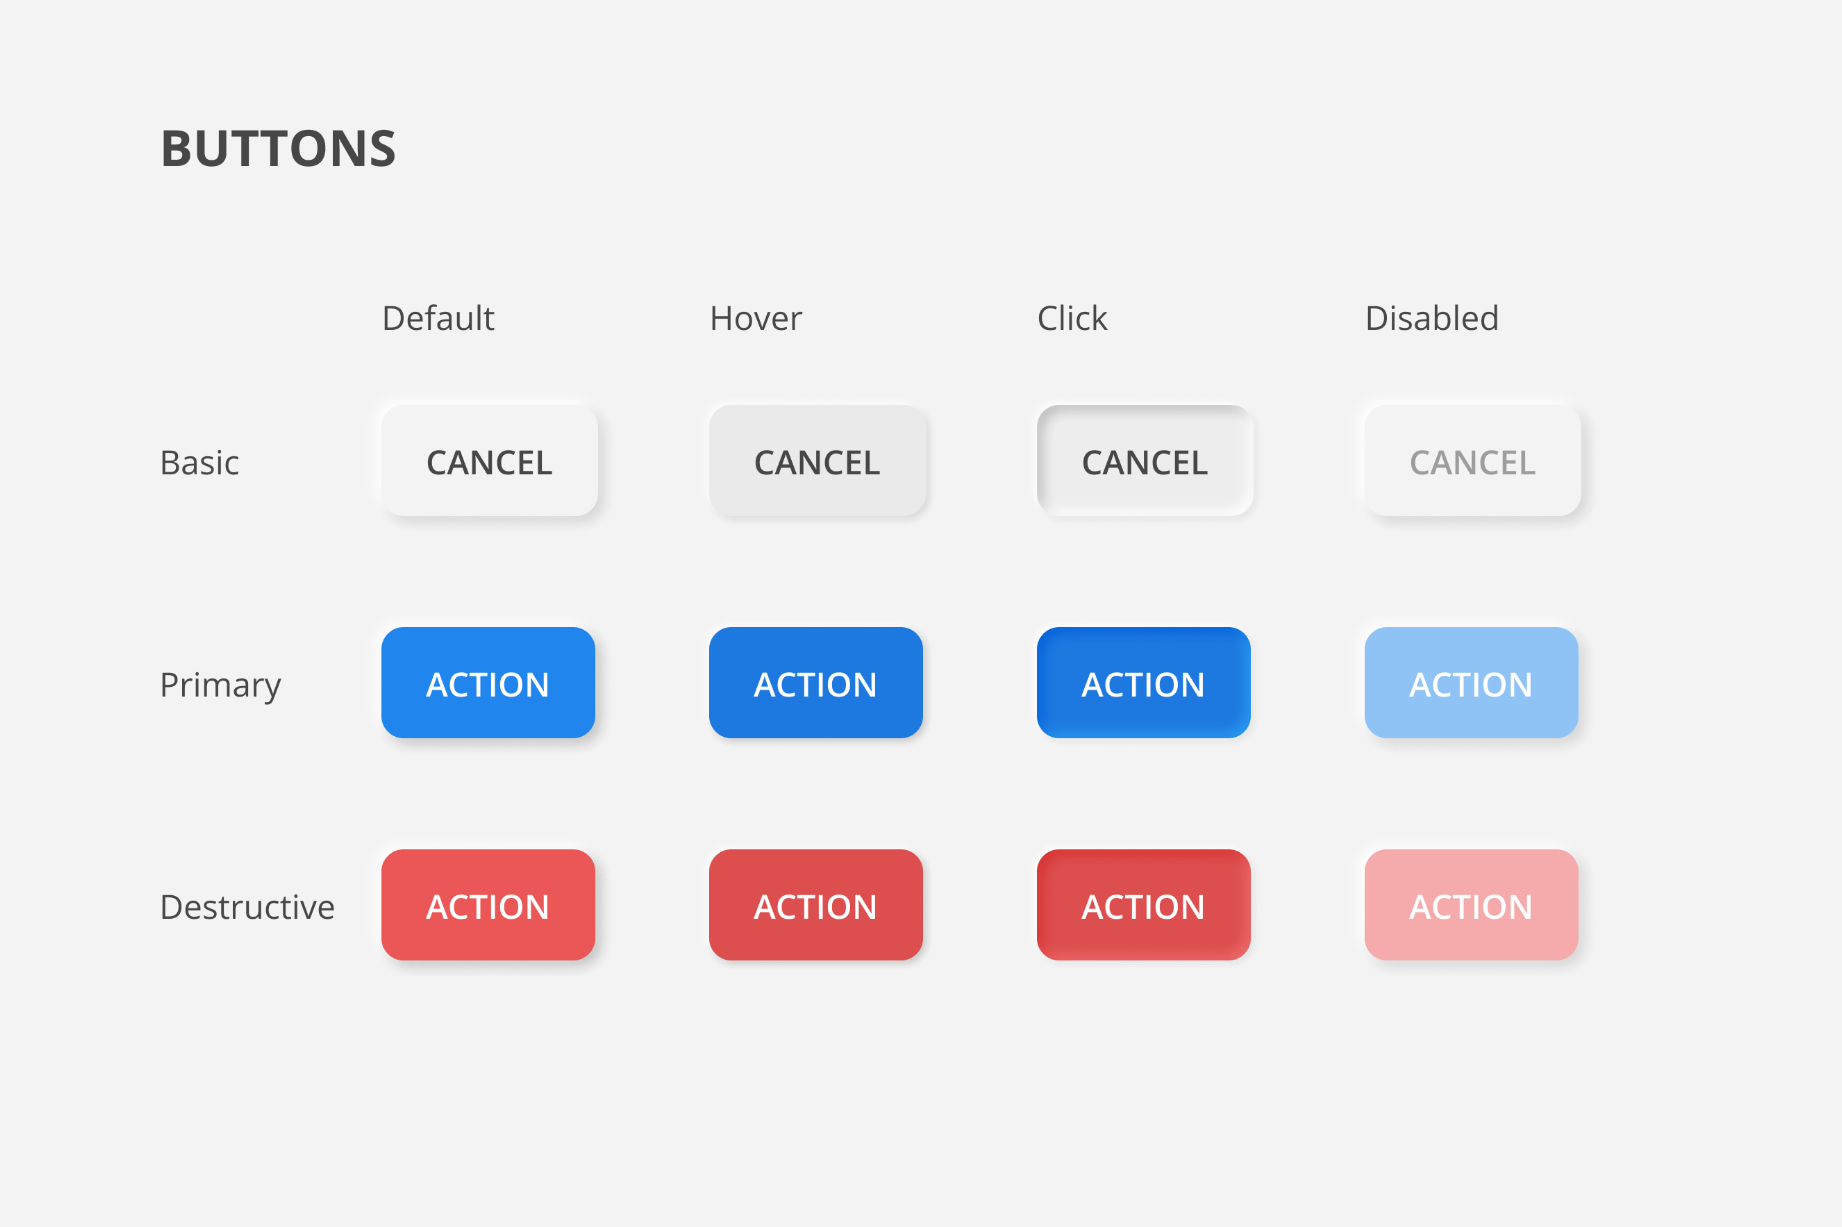 BUTTONS
Default Hover Click Disabled
Basic CANCEL CANCEL CANCEL CANCEL
Primary ACTION ACTION ACTION ACTION
Destructive ACTION ACTION ACTION ACTION